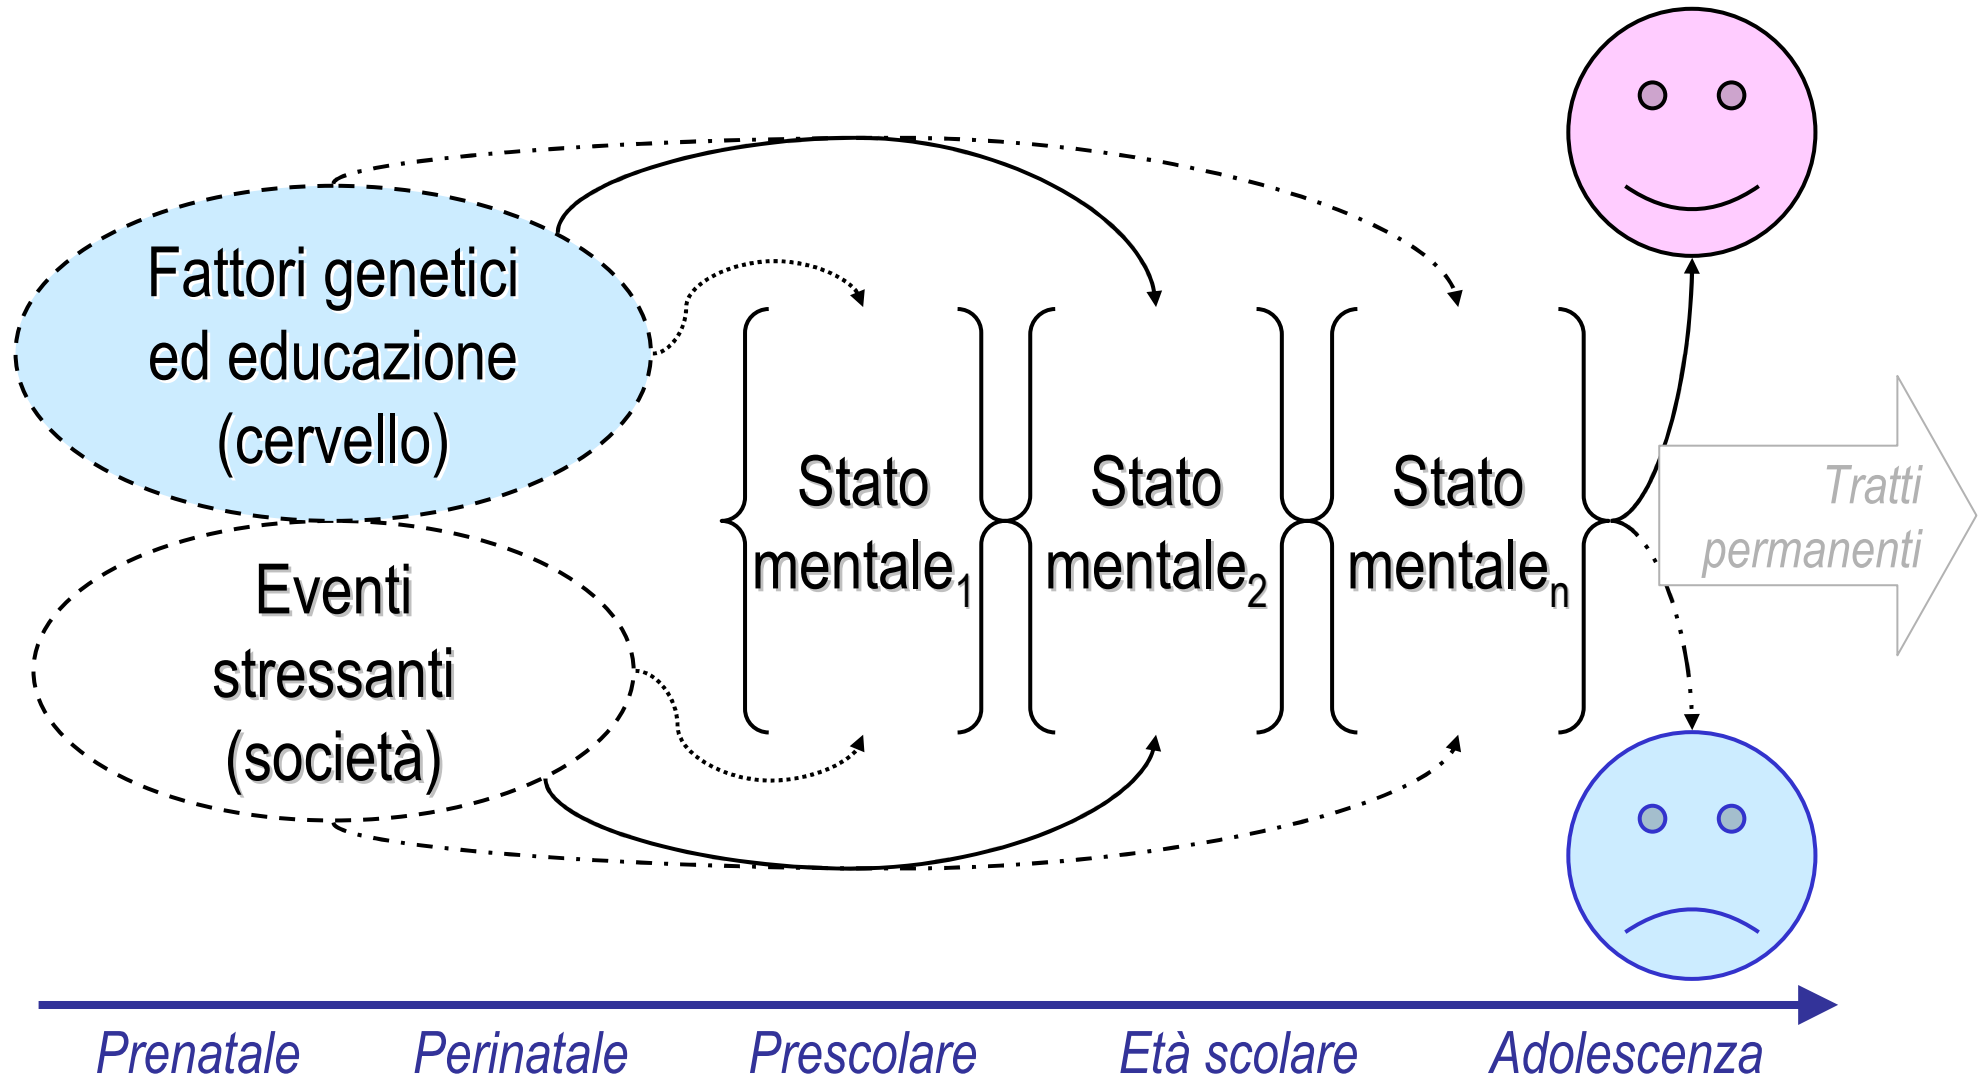 Fattori genetici
ed educazione
(cervello)
Eventi
stressanti
(società)
Stato
mentale1
Stato
mentale2
Stato
mentalen
Tratti
permanenti
Prenatale
Perinatale
Prescolare
Età scolare
Adolescenza